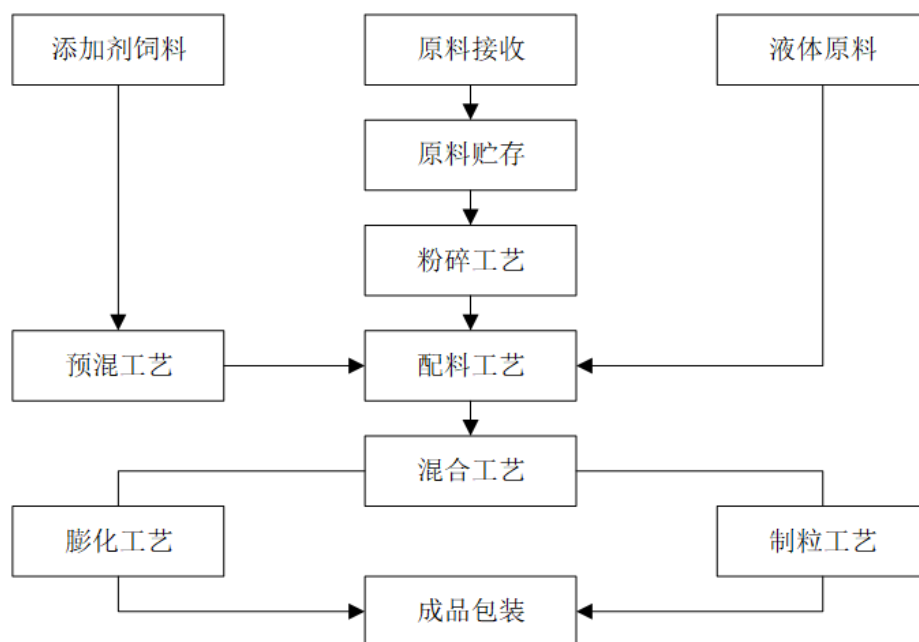 添加剂饲料
原料接收
液体原料
原料贮存
粉碎工艺
预混工艺
配料工艺
混合工艺
膨化工艺
制粒工艺
成品包装